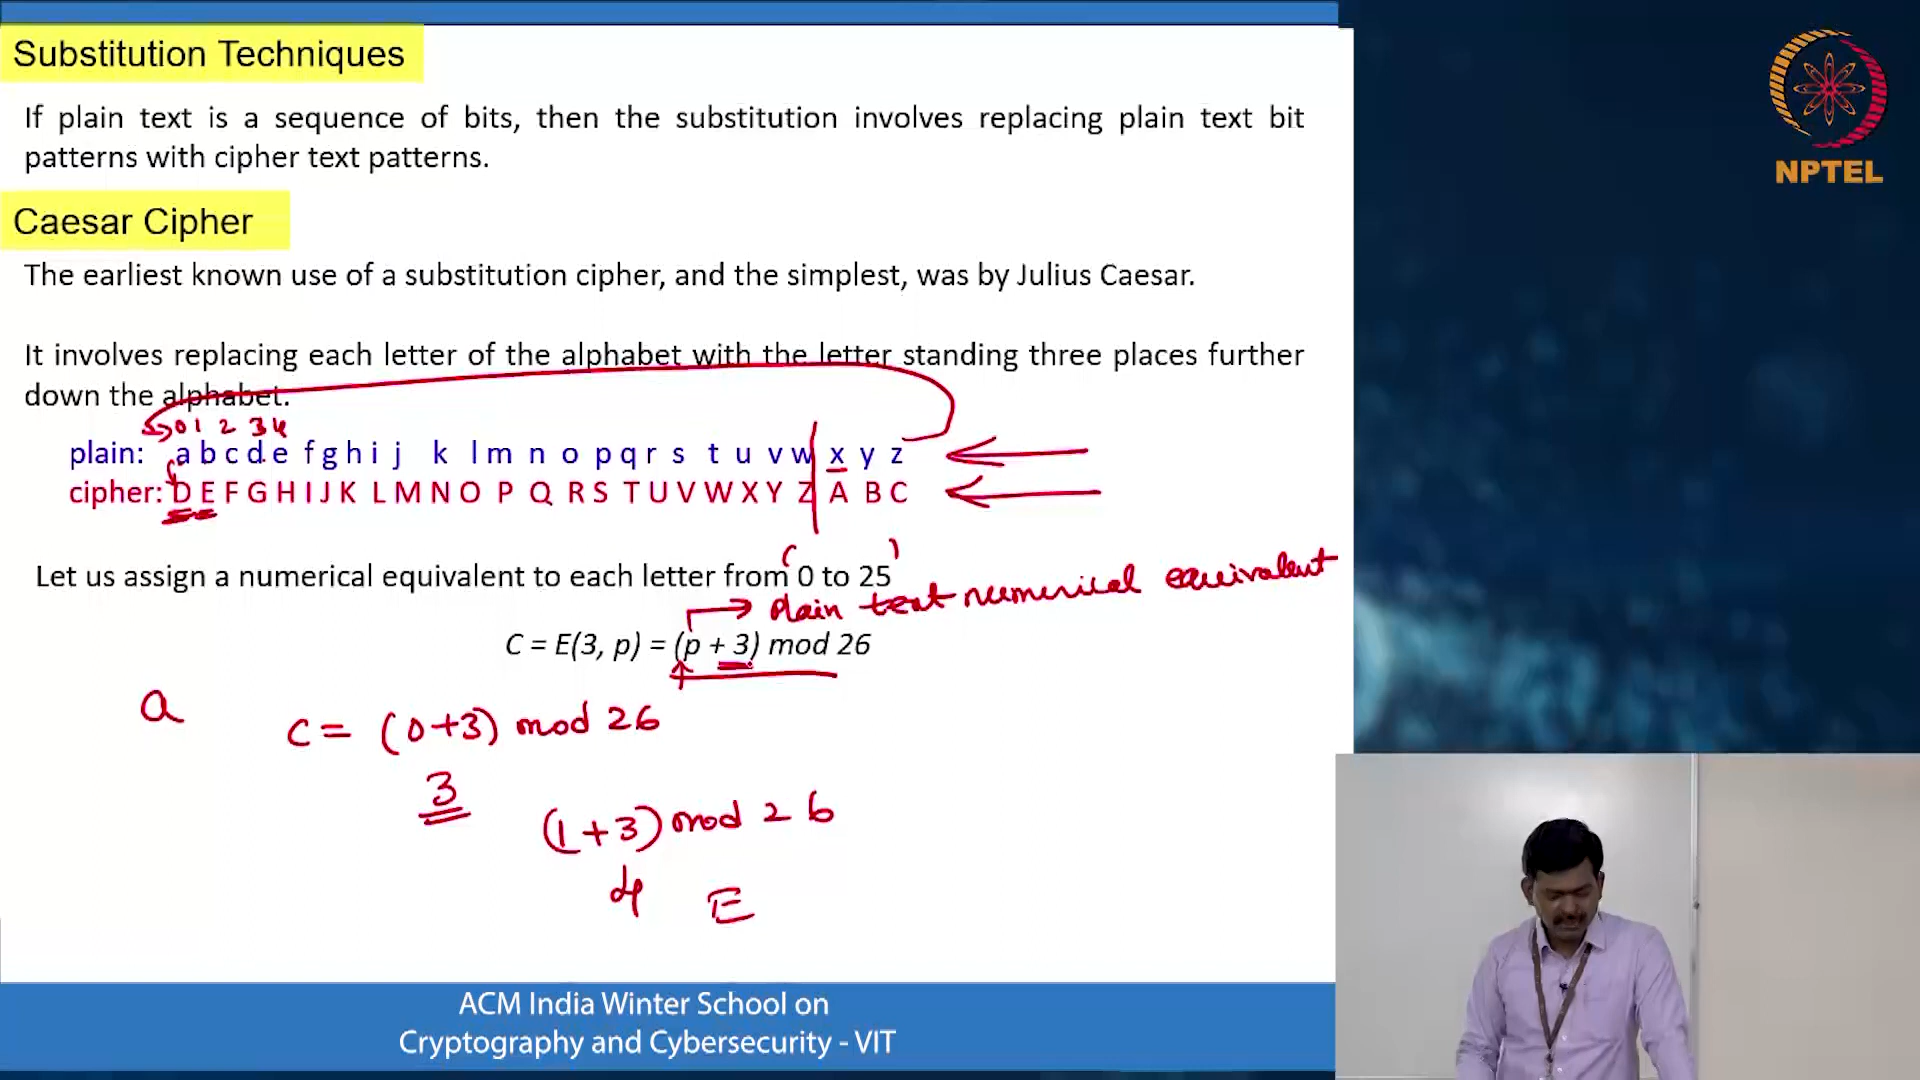 Substitution Techniques
If plain text is a sequence of bits, then the substitution involves replacing plain text bit
patterns with cipher text patterns.
Caesar Cipher
The earliest known use of a substitution cipher, and the simplest, was by Julius Caesar.
It involves replacing each letter of the alphabet with the letter standing three places further
down the alphabet.
0 1 2 3 4
plain: a b c d e f g h i j k l m n o p q r s t u v w x y z
cipher: D E F G H I J K L M N O P Q R S T U V W X Y Z A B C
Let us assign a numerical equivalent to each letter from (0 to 25)
plain text numerical equivalent
C = E(3, p) = (p + 3) mod 26
a
C = (0+3) mod 26
3
(1+3) mod 26
4 E
ACM India Winter School on
Cryptography and Cybersecurity - VIT
NPTEL